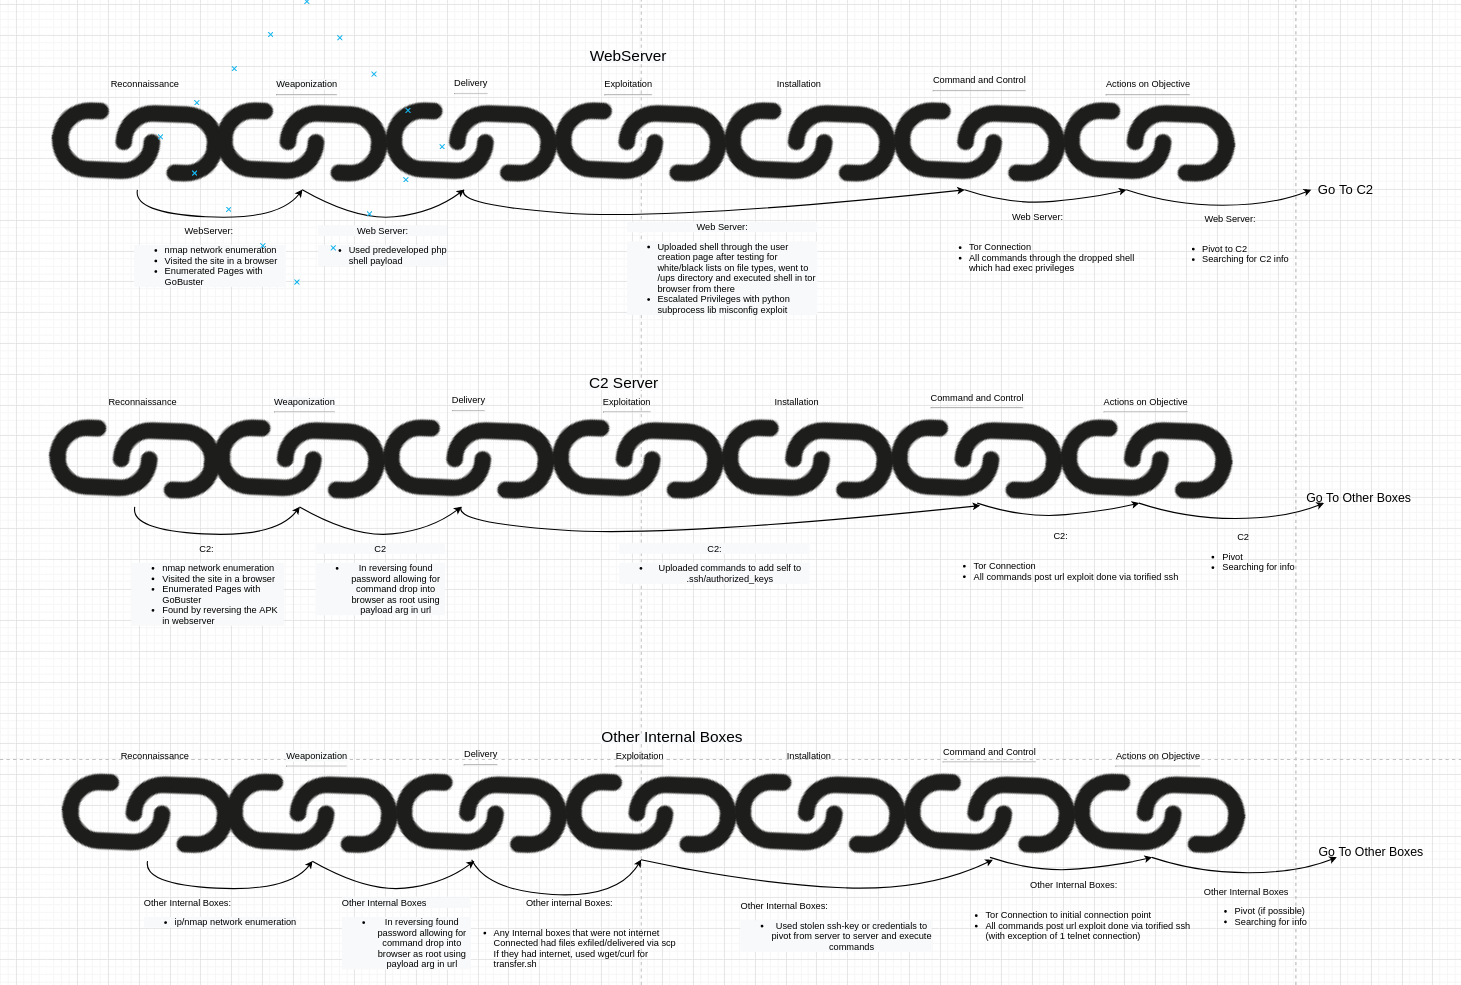 WebServer
Reconnaissance
Weaponization
Delivery
Exploitation
Installation
Command and Control
Actions on Objective
Go To C2
WebServer:
• nmap network enumeration
• Visited the site in a browser
• Enumerated Pages with
GoBuster
Web Server:
• Used predeveloped php
shell payload
Web Server:
• Uploaded shell through the user
creation page after testing for
white/black lists on file types, went to
/ups directory and executed shell in tor
browser from there
• Escalated Privileges with python
subprocess lib misconfig exploit
Web Server:
• Tor Connection
• All commands through the dropped shell
which had exec privileges
Web Server:
• Pivot to C2
• Searching for C2 info
C2 Server
Reconnaissance
Weaponization
Delivery
Exploitation
Installation
Command and Control
Actions on Objective
Go To Other Boxes
C2:
• nmap network enumeration
• Visited the site in a browser
• Enumerated Pages with
GoBuster
• Found by reversing the APK
in webserver
C2
• In reversing found
password allowing for
command drop into
browser as root using
payload arg in url
C2:
• Uploaded commands to add self to
.ssh/authorized_keys
C2:
• Tor Connection
• All commands post url exploit done via torified ssh
C2
• Pivot
• Searching for info
Other Internal Boxes
Reconnaissance
Weaponization
Delivery
Exploitation
Installation
Command and Control
Actions on Objective
Go To Other Boxes
Other Internal Boxes:
• ip/nmap network enumeration
Other Internal Boxes
• In reversing found
password allowing for
command drop into
browser as root using
payload arg in url
Other internal Boxes:
• Any Internal boxes that were not internet
Connected had files exfiled/delivered via scp
If they had internet, used wget/curl for
transfer.sh
Other Internal Boxes:
• Used stolen ssh-key or credentials to
pivot from server to server and execute
commands
Other Internal Boxes:
• Tor Connection to initial connection point
• All commands post url exploit done via torified ssh
(with exception of 1 telnet connection)
Other Internal Boxes
• Pivot (if possible)
• Searching for info